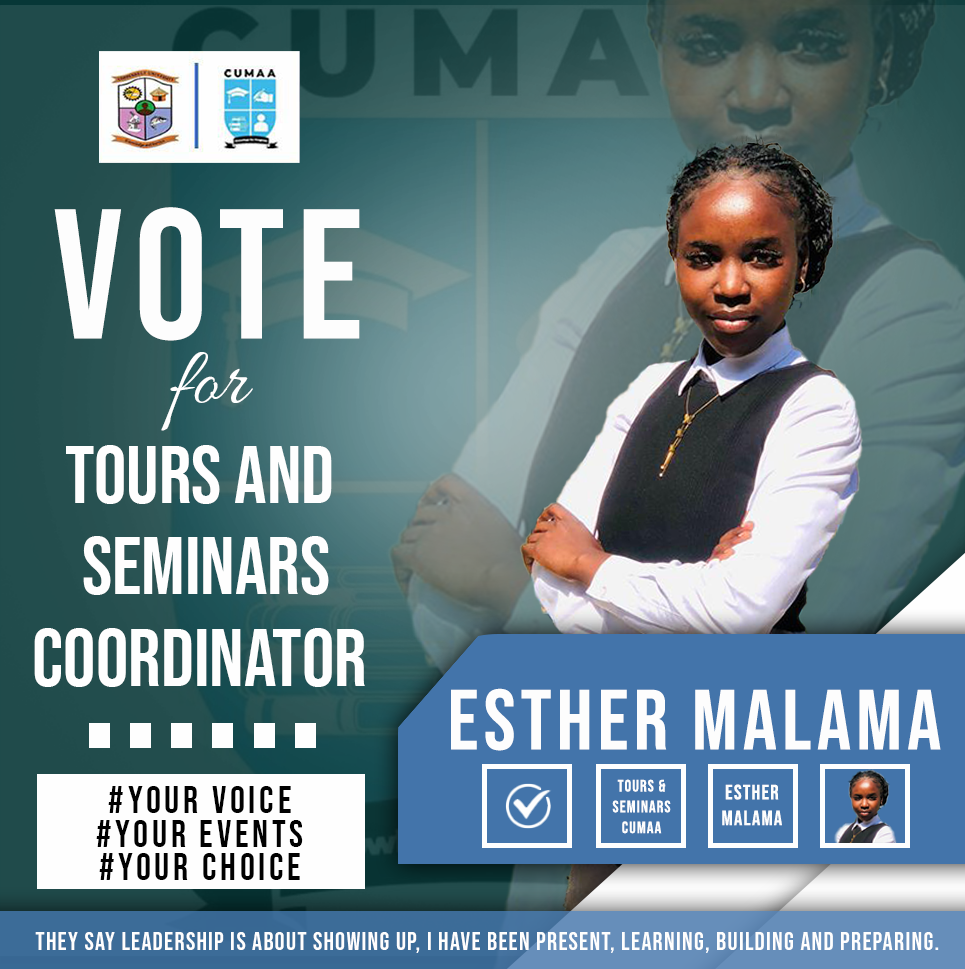 CUMAA
CUMA
VOTE
for
TOURS AND
SEMINARS
COORDINATOR
ESTHER MALAMA
TOURS &
SEMINARS
CUMAA
ESTHER
MALAMA
#YOUR VOICE
#YOUR EVENTS
#YOUR CHOICE
THEY SAY LEADERSHIP IS ABOUT SHOWING UP, I HAVE BEEN PRESENT, LEARNING, BUILDING AND PREPARING.